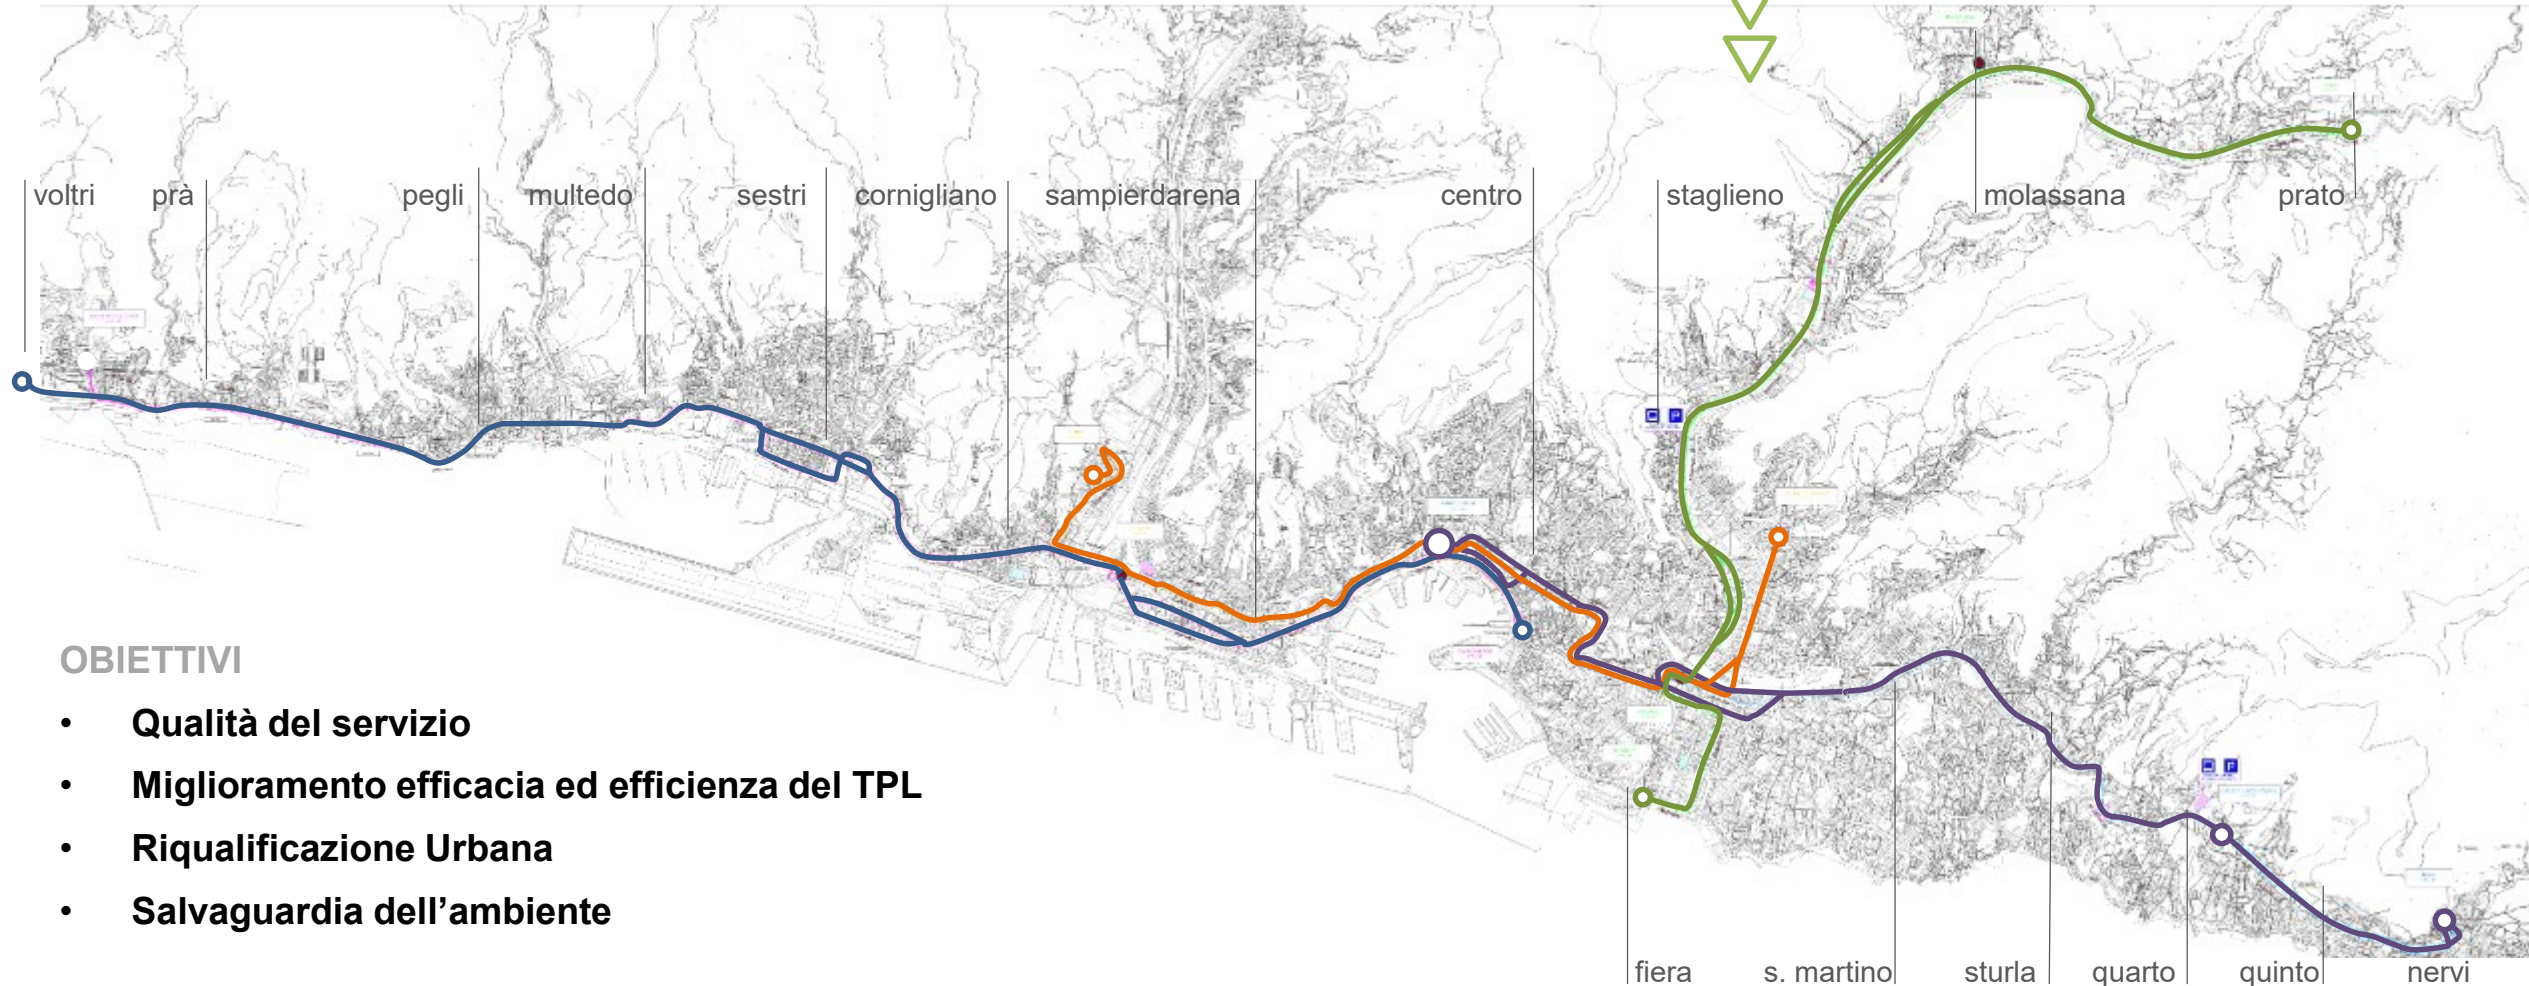 voltri
prà
pegli
multedo
sestri
cornigliano
sampierdarena
centro
staglieno
molassana
prato
OBIETTIVI
• Qualità del servizio
• Miglioramento efficacia ed efficienza del TPL
• Riqualificazione Urbana
• Salvaguardia dell’ambiente
fiera
s. martino
sturla
quarto
quinto
nervi